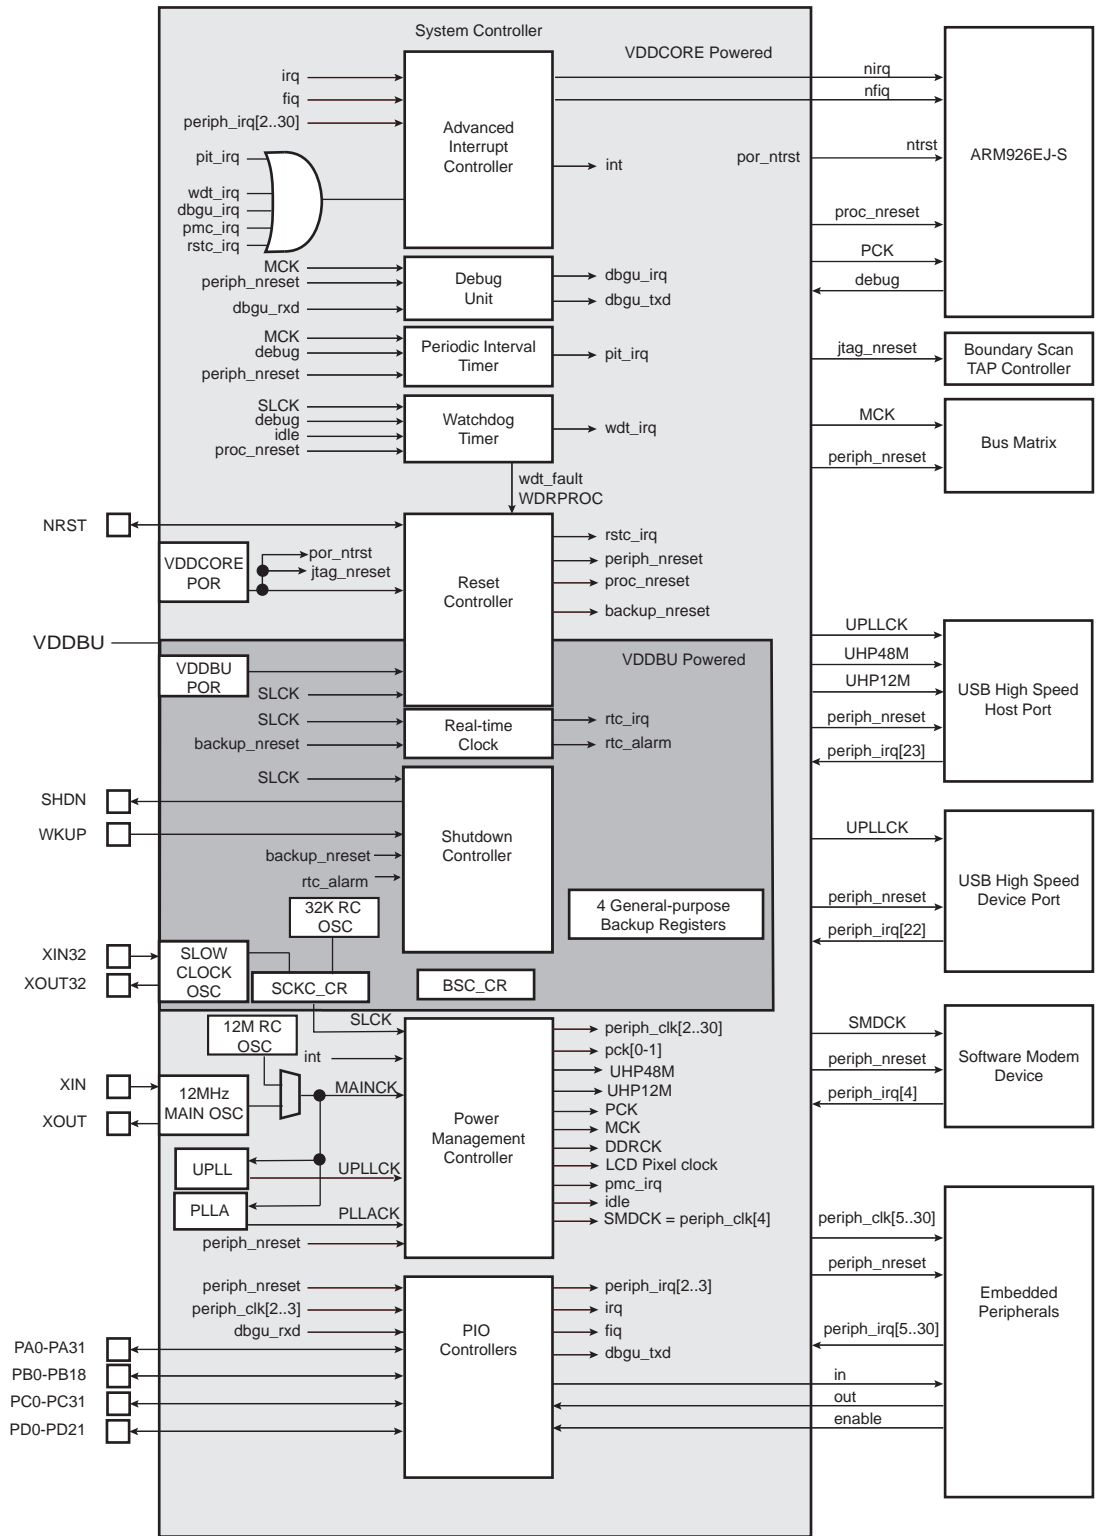 System Controller
VDDCORE Powered
irq
fiq
periph_irq[2..30]
pit_irq
wdt_irq
dbgu_irq
pmc_irq
rstc_irq
Advanced
Interrupt
Controller
int
nirq
nfiq
por_ntrst
ntrst
proc_nreset
PCK
debug
ARM926EJ-S
MCK
periph_nreset
dbgu_rxd
Debug
Unit
dbgu_irq
dbgu_txd
MCK
debug
periph_nreset
Periodic Interval
Timer
pit_irq
jtag_nreset
Boundary Scan
TAP Controller
SLCK
debug
idle
proc_nreset
Watchdog
Timer
wdt_irq
wdt_fault
WDRPROC
MCK
periph_nreset
Bus Matrix
NRST
VDDCORE
POR
por_ntrst
jtag_nreset
Reset
Controller
rstc_irq
periph_nreset
proc_nreset
backup_nreset
VDDBU
VDDBU Powered
VDDBU
POR
SLCK
SLCK
backup_nreset
Real-time
Clock
rtc_irq
rtc_alarm
UPLLCK
UHP48M
UHP12M
periph_nreset
periph_irq[23]
USB High Speed
Host Port
SLCK
SHDN
WKUP
backup_nreset
rtc_alarm
Shutdown
Controller
4 General-purpose
Backup Registers
UPLLCK
periph_nreset
periph_irq[22]
USB High Speed
Device Port
32K RC
OSC
XIN32
XOUT32
SLOW
CLOCK
OSC
SCKC_CR
BSC_CR
SLCK
12M RC
OSC
int
XIN
XOUT
12MHz
MAIN OSC
MAINCK
UPLL
UPLLCK
PLLA
PLLACK
periph_nreset
Power
Management
Controller
periph_clk[2..30]
pck[0-1]
UHP48M
UHP12M
PCK
MCK
DDRCK
LCD Pixel clock
pmc_irq
idle
SMDCK = periph_clk[4]
SMDCK
periph_nreset
periph_irq[4]
Software Modem
Device
periph_nreset
periph_clk[2..3]
dbgu_rxd
PA0-PA31
PB0-PB18
PC0-PC31
PD0-PD21
PIO
Controllers
periph_irq[2..3]
irq
fiq
dbgu_txd
periph_clk[5..30]
periph_nreset
periph_irq[5..30]
in
out
enable
Embedded
Peripherals